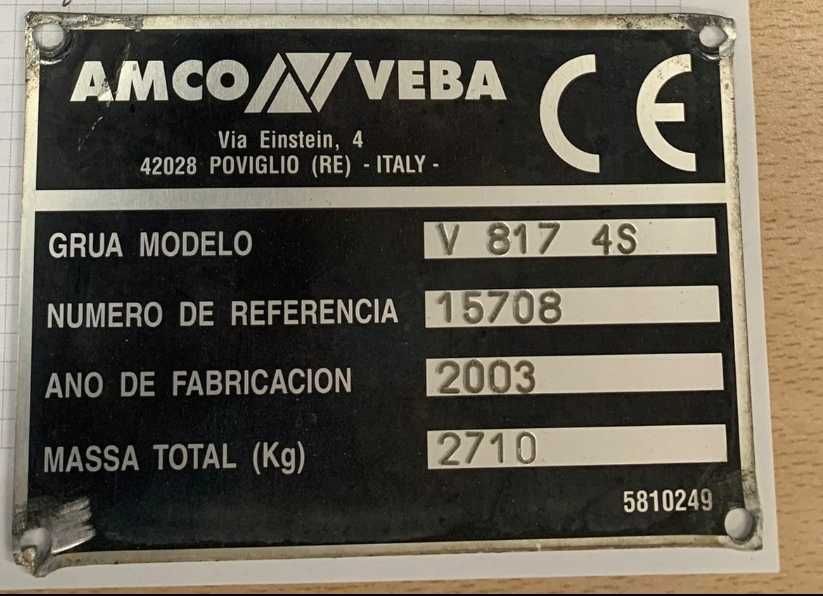 AMCO VEBA CE
Via Einstein, 4
42028 POVIGLIO (RE) - ITALY -
GRUA MODELO V 817 4S
NUMERO DE REFERENCIA 15708
ANO DE FABRICACION 2003
MASSA TOTAL (Kg) 2710
5810249